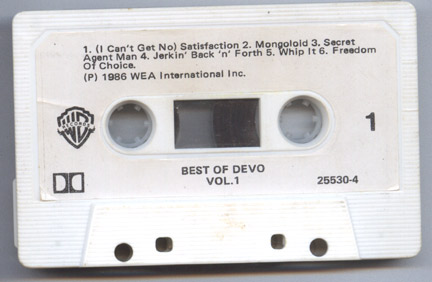 1. (I Can't Get No) Satisfaction 2. Mongoloid 3. Secret
Agent Man 4. Jerkin' Back 'n' Forth 5. Whip It 6. Freedom
Of Choice.
(P) 1986 WEA International Inc.
1
BEST OF DEVO
VOL.1
25530-4